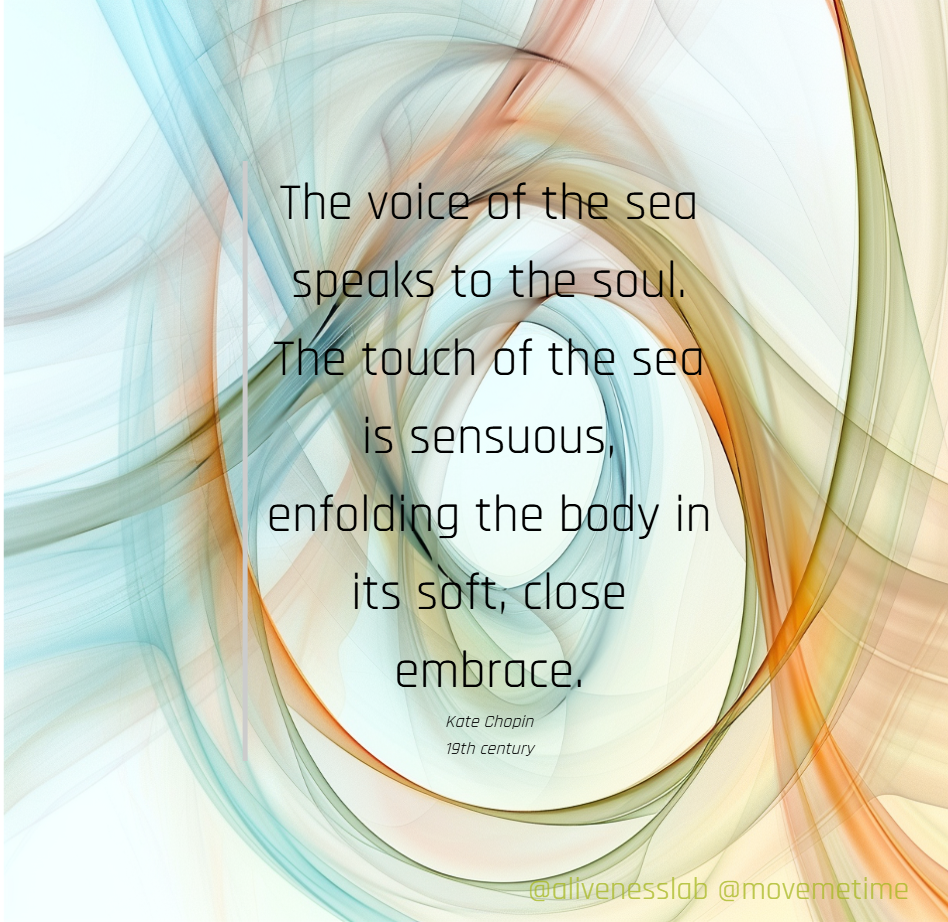 The voice of the sea
speaks to the soul.
The touch of the sea
is sensuous,
enfolding the body in
its soft, close
embrace.
Kate Chopin
19th century
@alivenesslab @movemetime